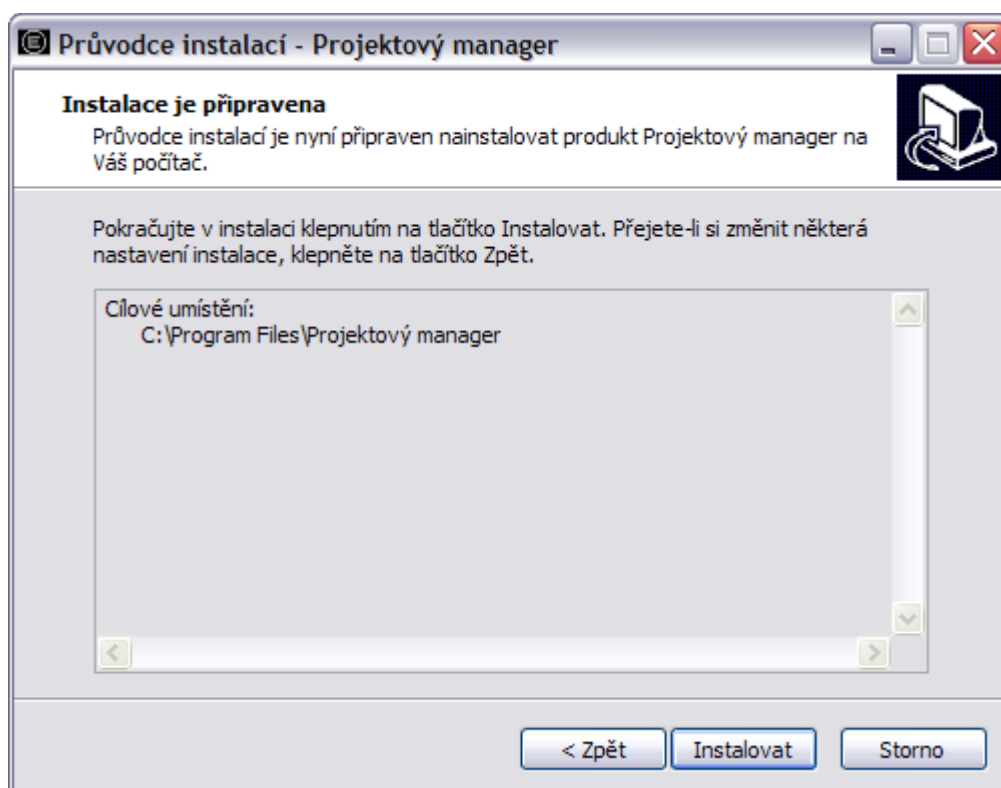 Průvodce instalací - Projektový manager
Instalace je připravena
Průvodce instalací je nyní připraven nainstalovat produkt Projektový manager na
Váš počítač.
Pokračujte v instalaci klepnutím na tlačítko Instalovat. Přejete-li si změnit některá
nastavení instalace, klepněte na tlačítko Zpět.
Cílové umístění:
C:\Program Files\Projektový manager
< Zpět
Instalovat
Storno